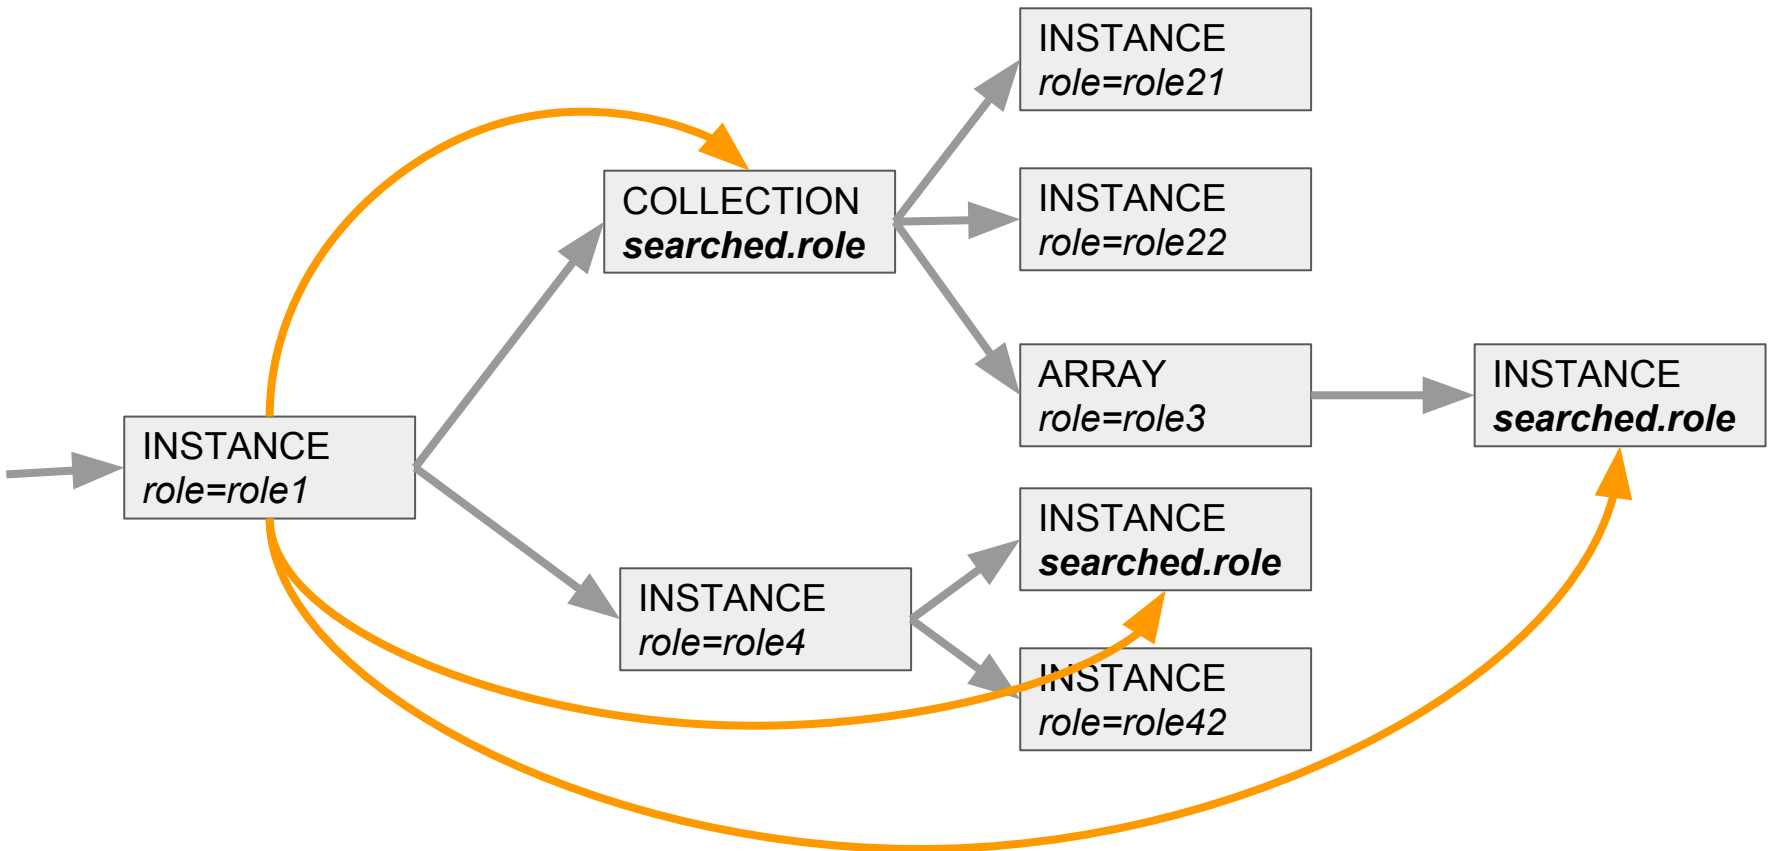 INSTANCE
role=role21
COLLECTION
searched.role
INSTANCE
role=role22
ARRAY
role=role3
INSTANCE
searched.role
INSTANCE
role=role1
INSTANCE
searched.role
INSTANCE
role=role4
INSTANCE
role=role42